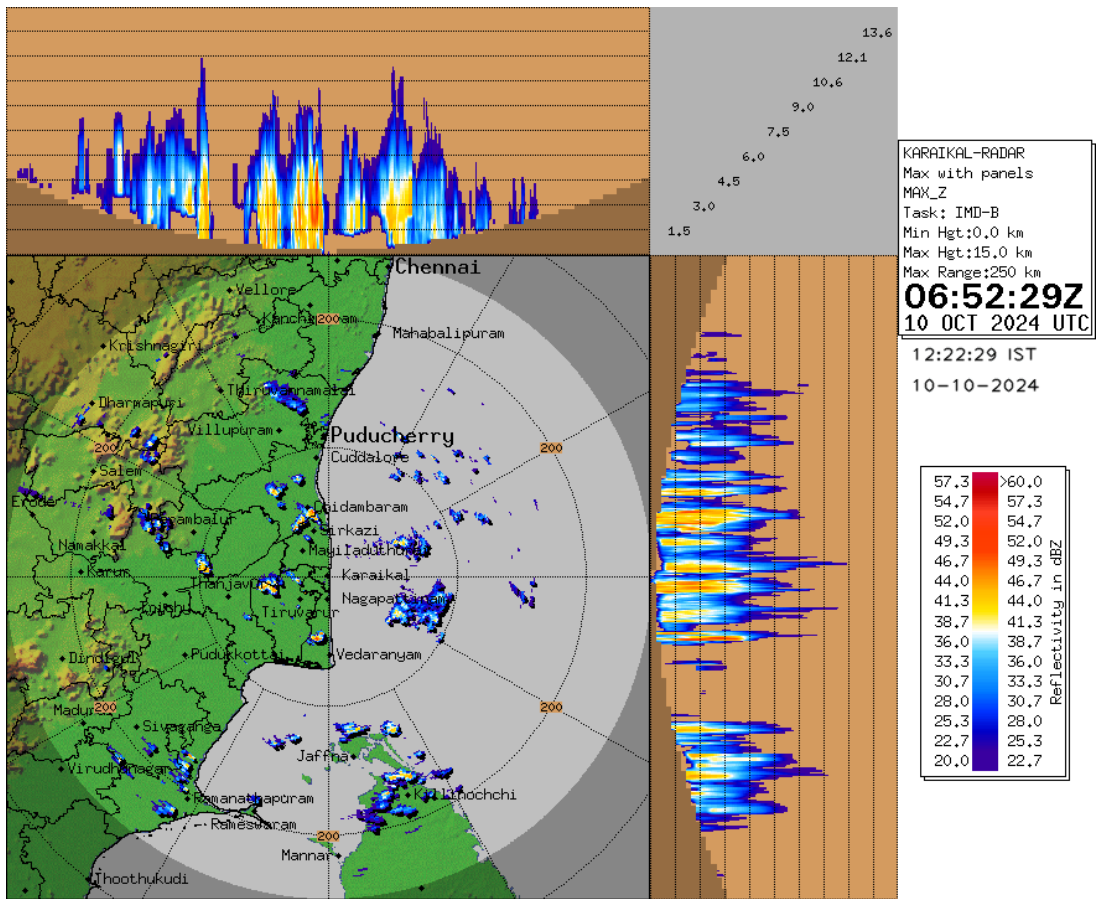 13.6
12.1
10.6
9.0
7.5
6.0
4.5
3.0
1.5
KARAIKAL-RADAR
Max with panels
MAX_Z
Task: IMD-B
Min Hgt:0.0 km
Max Hgt:15.0 km
Max Range:250 km
06:52:29Z
10 OCT 2024 UTC
12:22:29 IST
10-10-2024
Chennai
Vellore
200
Mahabalipuram
Krishnagiri
Thiruvannamalai
Dharmapuri
Villupuram
Puducherry
200
200
Cuddalore
Salem
Erode
Perambalur
Sirkazi
Namakkal
Mayiladuthurai
Karur
Karaikal
Thanjavur
Nagapattinam
Tiruvarur
Dindigul
Pudukkottai
Vedaranyam
200
200
Sivaganga
Jaffna
Virudhunagar
Ramanathapuram
Killinochchi
Rameswaram
200
Mannar
Thoothukudi
57.3 >60.0
54.7 57.3
52.0 54.7
49.3 52.0
46.7 49.3
44.0 46.7
41.3 44.0
38.7 41.3
36.0 38.7
33.3 36.0
30.7 33.3
28.0 30.7
25.3 28.0
22.7 25.3
20.0 22.7
Reflectivity in dBZ